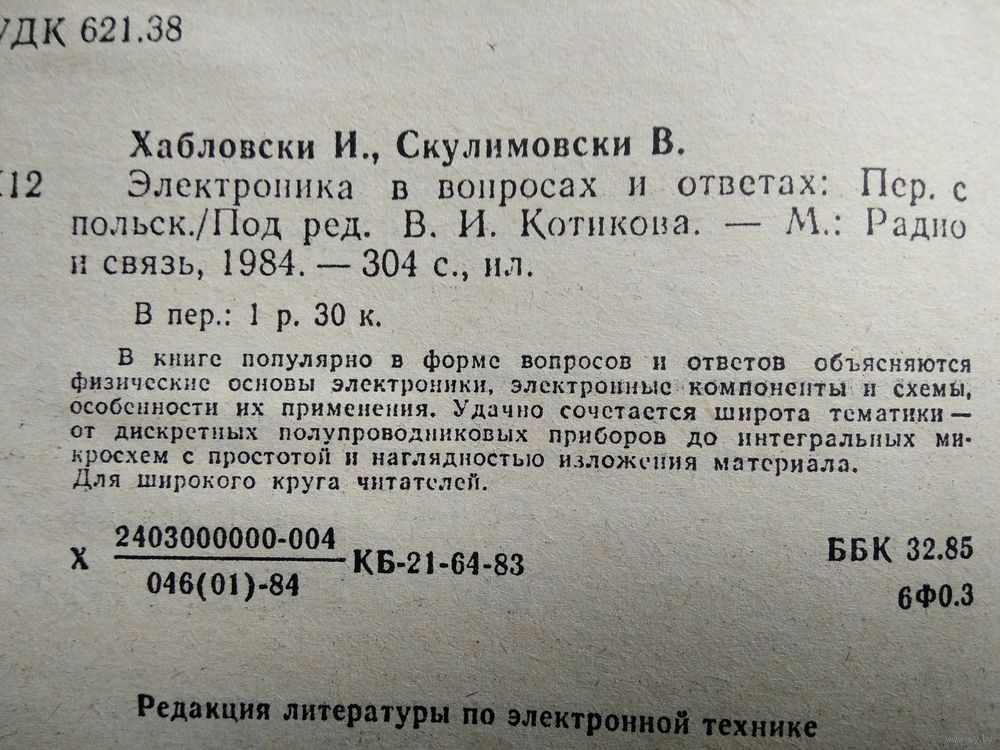 УДК 621.38
Хабловски И., Скулимовски В.
Х12 Электроника в вопросах и ответах: Пер. с
польск./Под ред. В. И. Котикова. — М.: Радио
и связь, 1984. — 304 с., ил.
В пер.: 1 р. 30 к.
В книге популярно в форме вопросов и ответов объясняются
физические основы электроники, электронные компоненты и схемы,
особенности их применения. Удачно сочетается широта тематики —
от дискретных полупроводниковых приборов до интегральных ми-
кросхем с простотой и наглядностью изложения материала.
Для широкого круга читателей.
Х 2403000000-004
046(01)-84 КБ-21-64-83
ББК 32.85
6Ф0.3
Редакция литературы по электронной технике
www.ay.by